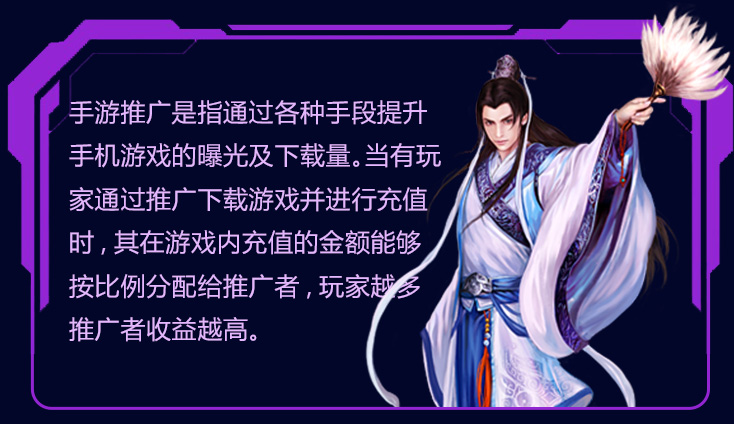 手游推广是指通过各种手段提升
手机游戏的曝光及下载量。当有玩
家通过推广下载游戏并进行充值
时，其在游戏内充值的金额能够
按比例分配给推广者，玩家越多
推广者收益越高。